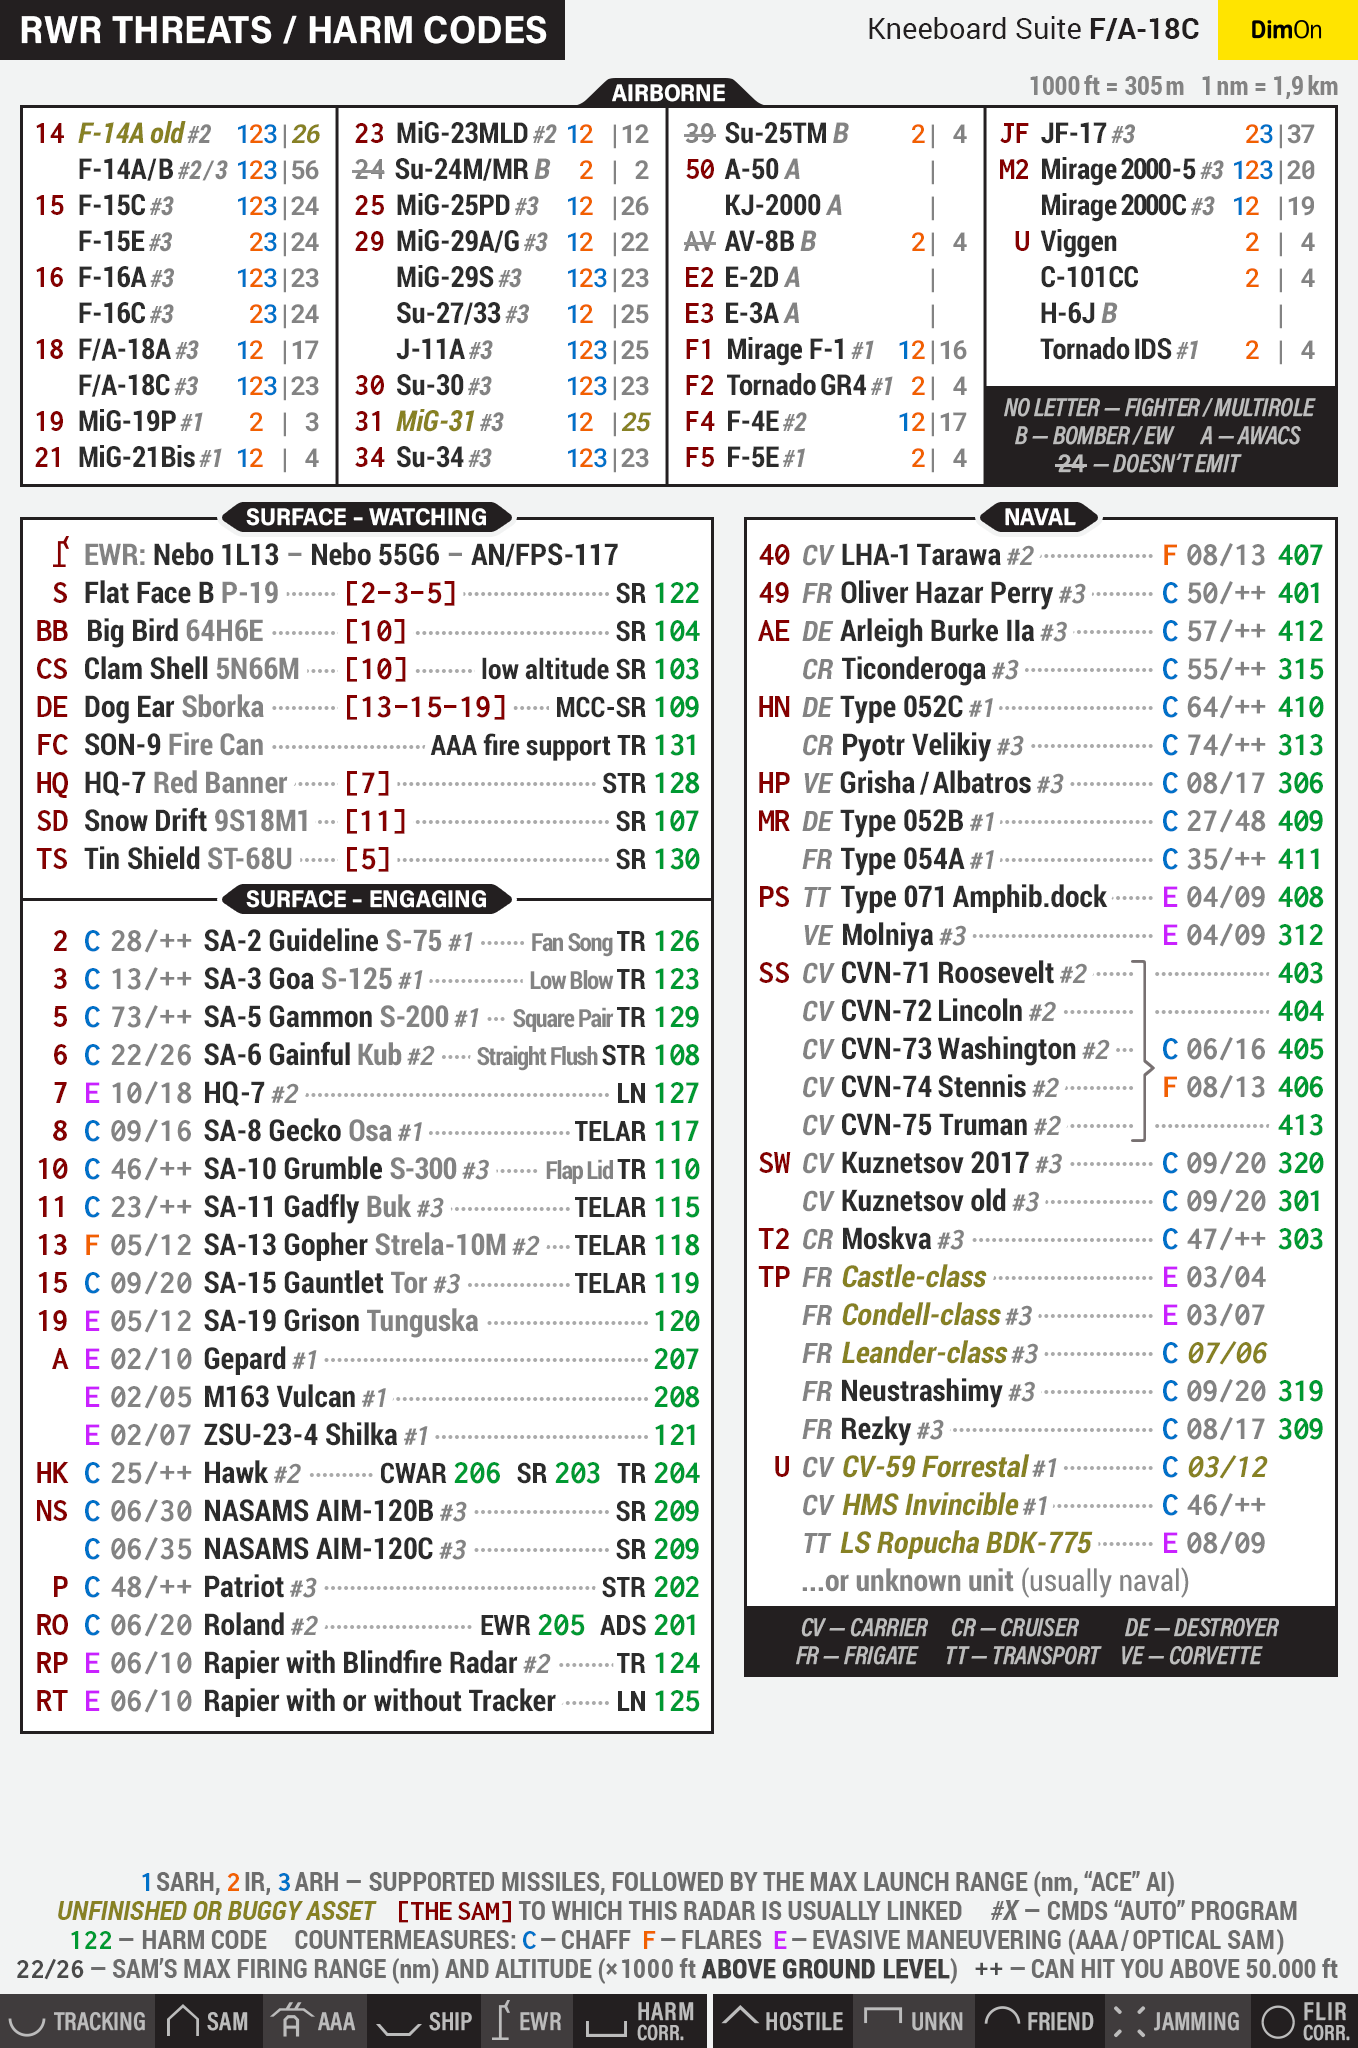 RWR THREATS / HARM CODES
Kneeboard Suite F/A-18C
DimOn
1000 ft = 305 m 1 nm = 1,9 km
AIRBORNE
14 F-14A old #2 123|26
F-14A/B #2/3 123|56
15 F-15C #3 123|24
F-15E #3 23|24
16 F-16A #3 123|23
F-16C #3 23|24
18 F/A-18A #3 12 |17
F/A-18C #3 123|23
19 MiG-19P #1 2 | 3
21 MiG-21Bis #1 12 | 4
23 MiG-23MLD #2 12 |12
24 Su-24M/MR B 2 | 2
25 MiG-25PD #3 12 |26
29 MiG-29A/G #3 12 |22
MiG-29S #3 123|23
Su-27/33 #3 12 |25
J-11A #3 123|25
30 Su-30 #3 123|23
31 MiG-31 #3 12 |25
34 Su-34 #3 123|23
39 Su-25TM B 2| 4
50 A-50 A |
KJ-2000 A |
AV AV-8B B 2| 4
E2 E-2D A |
E3 E-3A A |
F1 Mirage F-1 #1 12|16
F2 Tornado GR4 #1 2| 4
F4 F-4E #2 12|17
F5 F-5E #1 2| 4
JF JF-17 #3 23|37
M2 Mirage 2000-5 #3 123|20
Mirage 2000C #3 12 |19
U Viggen 2 | 4
C-101CC 2 | 4
H-6J B |
Tornado IDS #1 2 | 4
NO LETTER – FIGHTER / MULTIROLE
B – BOMBER / EW A – AWACS
24 – DOESN'T EMIT
SURFACE – WATCHING
EWR: Nebo 1L13 – Nebo 55G6 – AN/FPS-117
S Flat Face B P-19 [2-3-5] SR 122
BB Big Bird 64H6E [10] SR 104
CS Clam Shell 5N66M [10] low altitude SR 103
DE Dog Ear Sborka [13-15-19] MCC-SR 109
FC SON-9 Fire Can AAA fire support TR 131
HQ HQ-7 Red Banner [7] STR 128
SD Snow Drift 9S18M1 [11] SR 107
TS Tin Shield ST-68U [5] SR 130
SURFACE – ENGAGING
2 C 28/++ SA-2 Guideline S-75 #1 Fan Song TR 126
3 C 13/++ SA-3 Goa S-125 #1 Low Blow TR 123
5 C 73/++ SA-5 Gammon S-200 #1 Square Pair TR 129
6 C 22/26 SA-6 Gainful Kub #2 Straight Flush STR 108
7 E 10/18 HQ-7 #2 LN 127
8 C 09/16 SA-8 Gecko Osa #1 TELAR 117
10 C 46/++ SA-10 Grumble S-300 #3 Flap Lid TR 110
11 C 23/++ SA-11 Gadfly Buk #3 TELAR 115
13 F 05/12 SA-13 Gopher Strela-10M #2 TELAR 118
15 C 09/20 SA-15 Gauntlet Tor #3 TELAR 119
19 E 05/12 SA-19 Grison Tunguska 120
A E 02/10 Gepard #1 207
E 02/05 M163 Vulcan #1 208
E 02/07 ZSU-23-4 Shilka #1 121
HK C 25/++ Hawk #2 CWAR 206 SR 203 TR 204
NS C 06/30 NASAMS AIM-120B #3 SR 209
C 06/35 NASAMS AIM-120C #3 SR 209
P C 48/++ Patriot #3 STR 202
RO C 06/20 Roland #2 EWR 205 ADS 201
RP E 06/10 Rapier with Blindfire Radar #2 TR 124
RT E 06/10 Rapier with or without Tracker LN 125
NAVAL
40 CV LHA-1 Tarawa #2 F 08/13 407
49 FR Oliver Hazar Perry #3 C 50/++ 401
AE DE Arleigh Burke IIa #3 C 57/++ 412
CR Ticonderoga #3 C 55/++ 315
HN DE Type 052C #1 C 64/++ 410
CR Pyotr Velikiy #3 C 74/++ 313
HP VE Grisha / Albatros #3 C 08/17 306
MR DE Type 052B #1 C 27/48 409
FR Type 054A #1 C 35/++ 411
PS TT Type 071 Amphib.dock E 04/09 408
VE Molniya #3 E 04/09 312
SS CV CVN-71 Roosevelt #2 403
CV CVN-72 Lincoln #2 404
CV CVN-73 Washington #2 C 06/16 405
CV CVN-74 Stennis #2 F 08/13 406
CV CVN-75 Truman #2 413
SW CV Kuznetsov 2017 #3 C 09/20 320
CV Kuznetsov old #3 C 09/20 301
T2 CR Moskva #3 C 47/++ 303
TP FR Castle-class E 03/04
FR Condell-class #3 E 03/07
FR Leander-class #3 C 07/06
FR Neustrashimy #3 C 09/20 319
FR Rezky #3 C 08/17 309
U CV CV-59 Forrestal #1 C 03/12
CV HMS Invincible #1 C 46/++
TT LS Ropucha BDK-775 E 08/09
...or unknown unit (usually naval)
CV – CARRIER CR – CRUISER DE – DESTROYER
FR – FRIGATE TT – TRANSPORT VE – CORVETTE
1 SARH, 2 IR, 3 ARH – SUPPORTED MISSILES, FOLLOWED BY THE MAX LAUNCH RANGE (nm, “ACE” AI)
UNFINISHED OR BUGGY ASSET [THE SAM] TO WHICH THIS RADAR IS USUALLY LINKED #X – CMDS “AUTO” PROGRAM
122 – HARM CODE COUNTERMEASURES: C – CHAFF F – FLARES E – EVASIVE MANEUVERING (AAA / OPTICAL SAM)
22/26 – SAM'S MAX FIRING RANGE (nm) AND ALTITUDE (×1000 ft ABOVE GROUND LEVEL) ++ – CAN HIT YOU ABOVE 50.000 ft
TRACKING SAM AAA SHIP EWR HARM CORR. HOSTILE UNKN FRIEND JAMMING FLIR CORR.